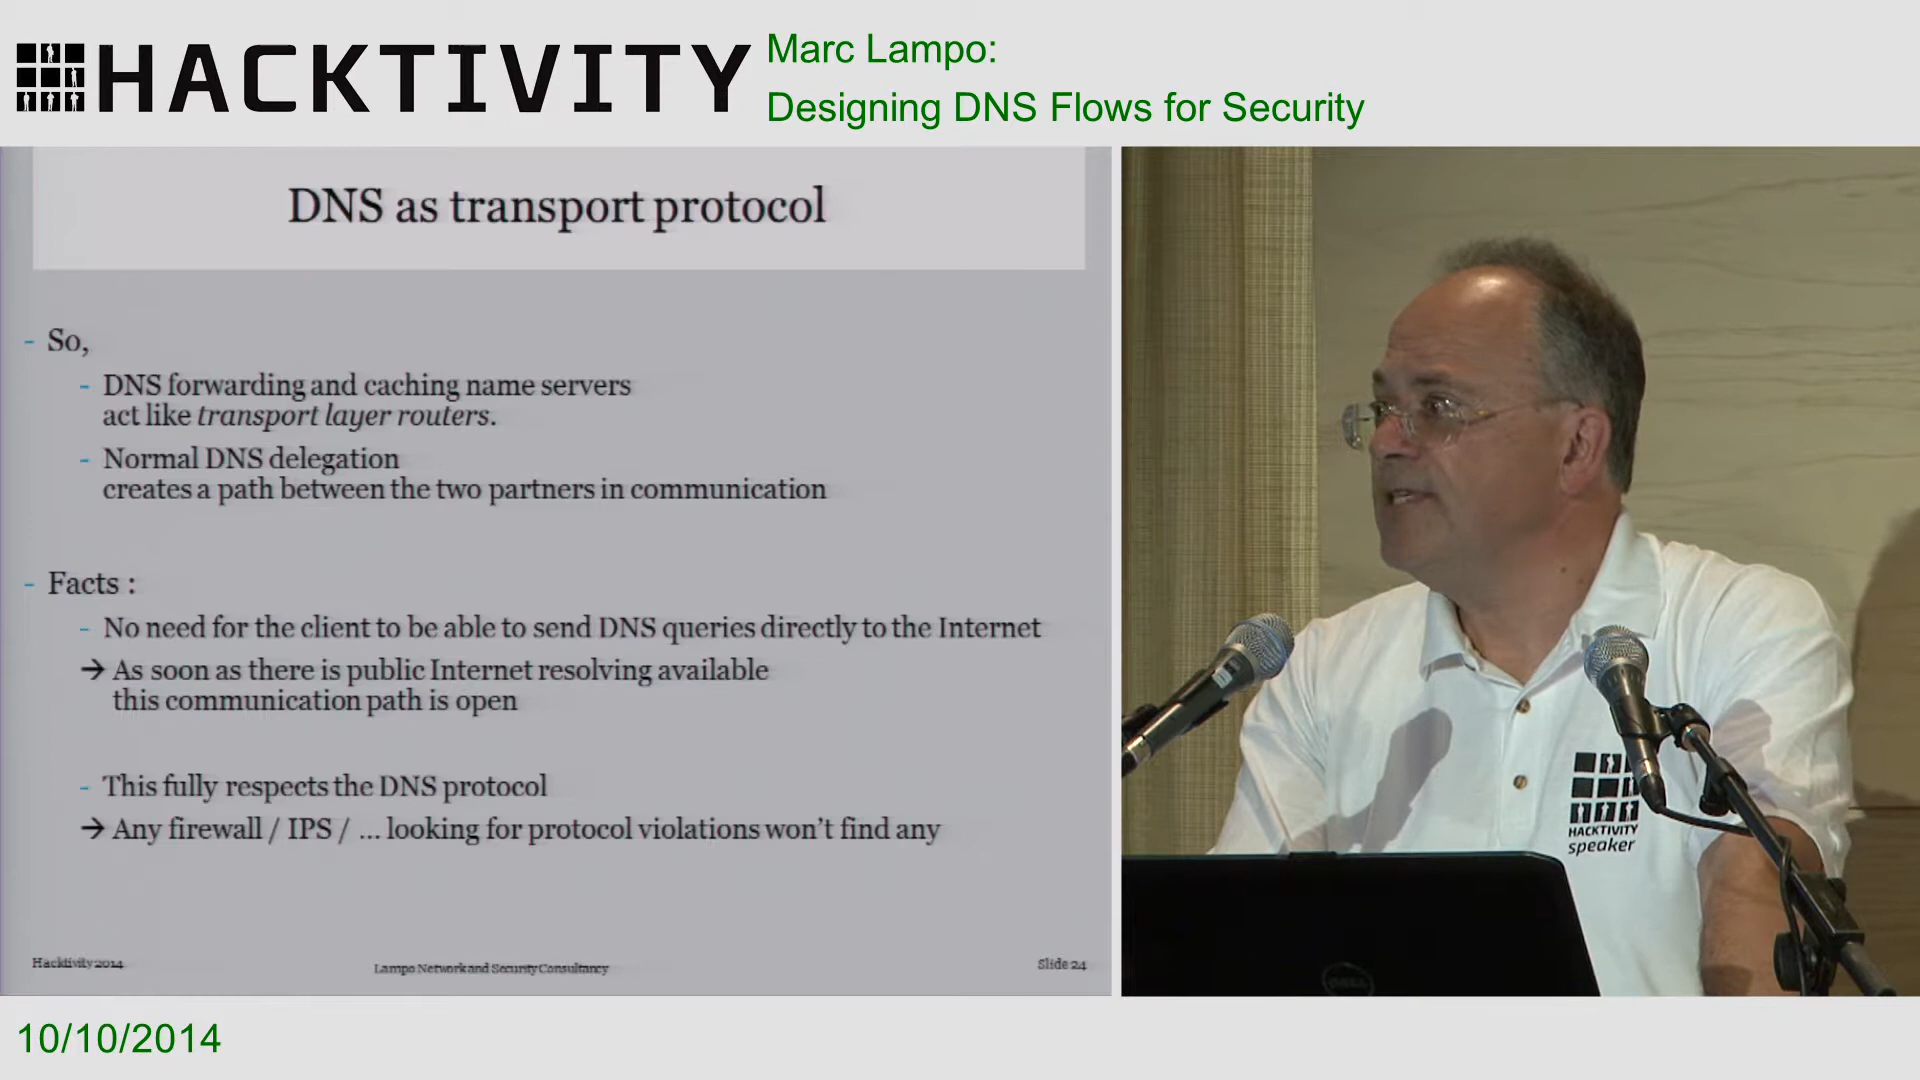 HACKTIVITY
Marc Lampo:
Designing DNS Flows for Security
DNS as transport protocol
- So,
- DNS forwarding and caching name servers
act like transport layer routers.
- Normal DNS delegation
creates a path between the two partners in communication
- Facts :
- No need for the client to be able to send DNS queries directly to the Internet
→ As soon as there is public Internet resolving available
this communication path is open
- This fully respects the DNS protocol
→ Any firewall / IPS / ... looking for protocol violations won't find any
Hacktivity 2014
Lampo Network and Security Consultancy
Slide 24
HACKTIVITY
speaker
DELL
10/10/2014